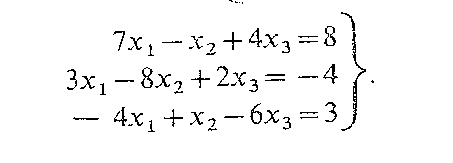 7x₁ − x₂ + 4x₃ = 8
3x₁ − 8x₂ + 2x₃ = −4
− 4x₁ + x₂ − 6x₃ = 3 } .